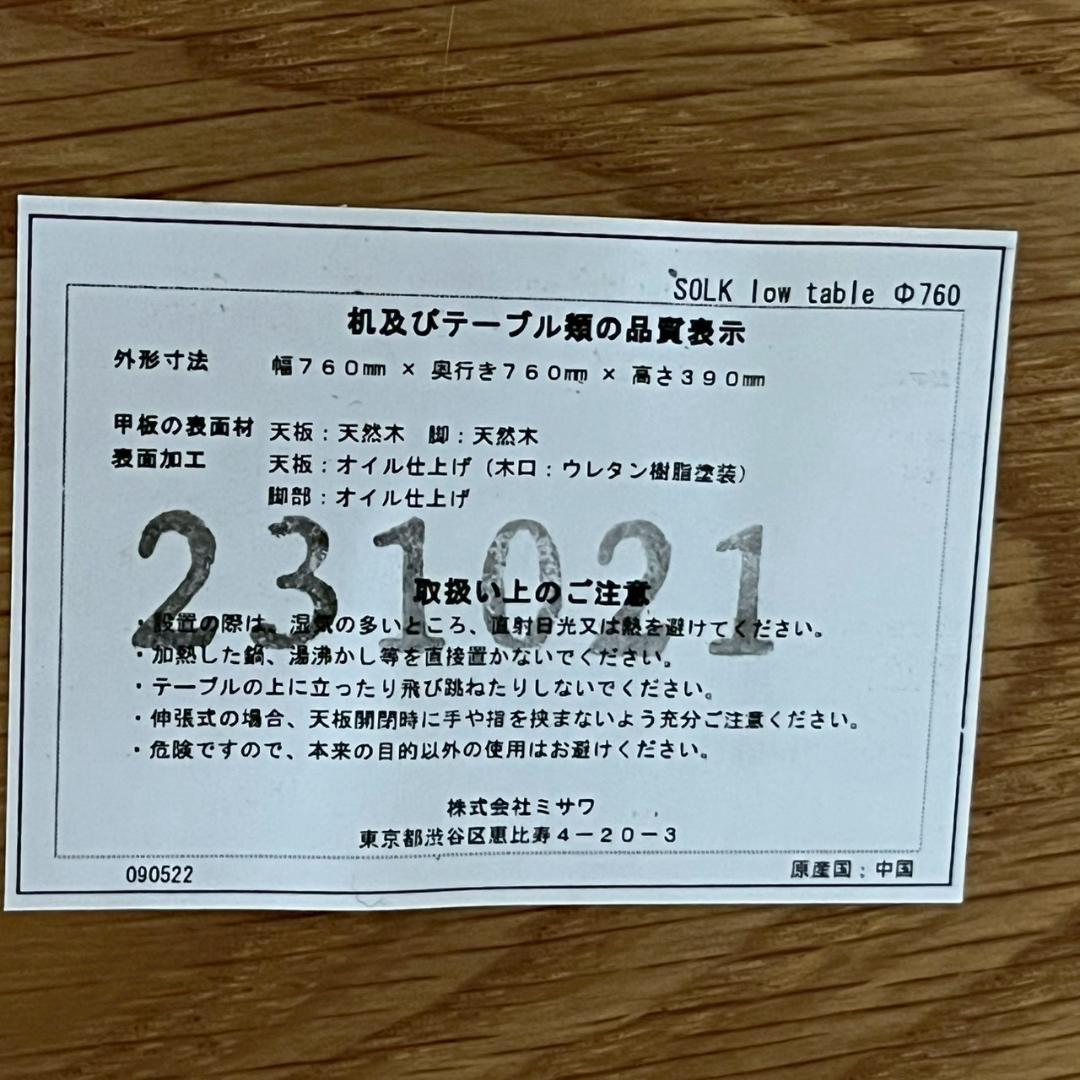 SOLK low table Φ760
机及びテーブル類の品質表示
外形寸法 幅760mm × 奥行き760mm × 高さ390mm
甲板の表面材 天板：天然木 脚：天然木
表面加工 天板：オイル仕上げ（木口：ウレタン樹脂塗装）
脚部：オイル仕上げ
231021
取扱い上のご注意
・設置の際は、湿気の多いところ、直射日光又は熱を避けてください。
・加熱した鍋、湯沸かし等を直接置かないでください。
・テーブルの上に立ったり飛び跳ねたりしないでください。
・伸張式の場合、天板開閉時に手や指を挟まないよう充分ご注意ください。
・危険ですので、本来の目的以外の使用はお避けください。
株式会社ミサワ
東京都渋谷区恵比寿4－20－3
090522 原産国：中国